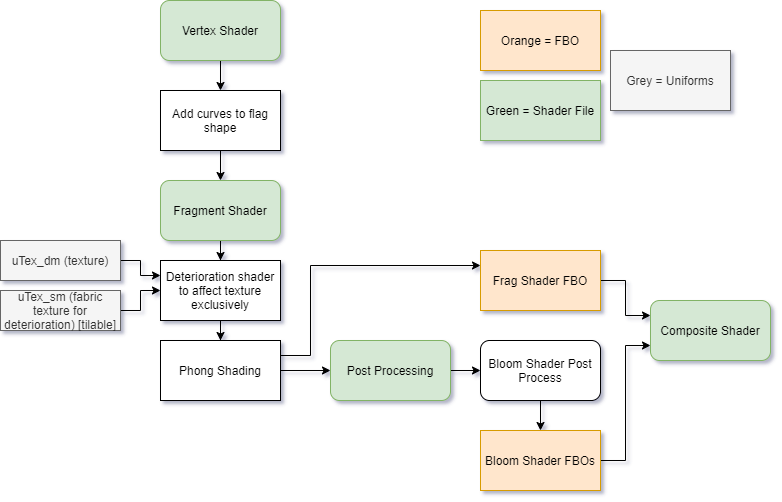 Vertex Shader
Orange = FBO
Grey = Uniforms
Green = Shader File
Add curves to flag
shape
Fragment Shader
uTex_dm (texture)
uTex_sm (fabric
texture for
deterioration) [tilable]
Deterioration shader
to affect texture
exclusively
Frag Shader FBO
Composite Shader
Phong Shading
Post Processing
Bloom Shader Post
Process
Bloom Shader FBOs